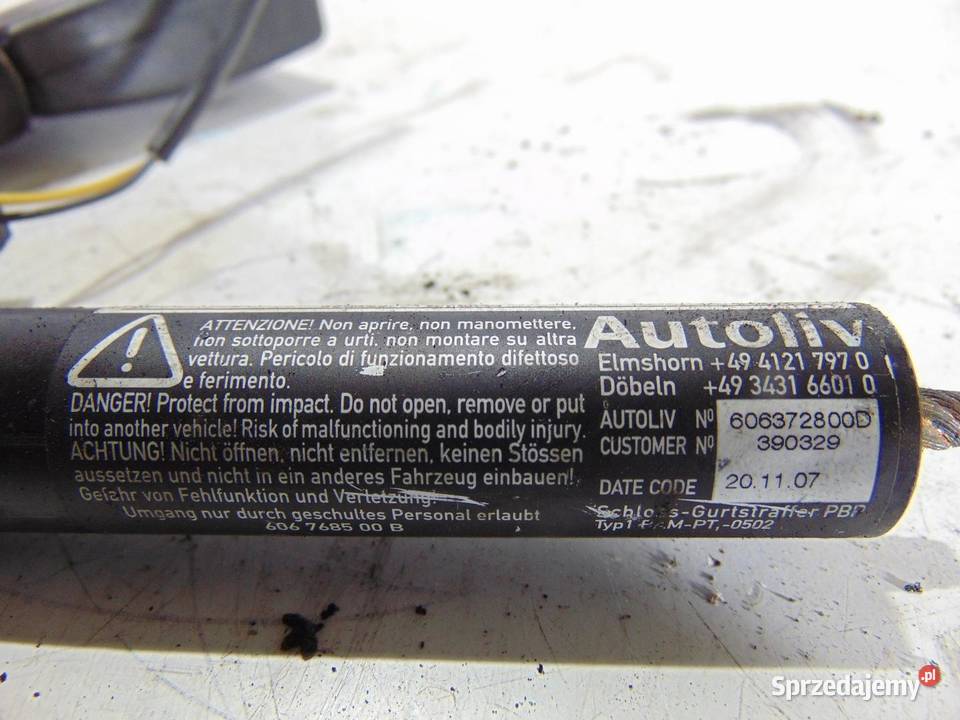 ATTENZIONE! Non aprire, non manomettere,
non sottoporre a urti, non montare su altra
vettura. Pericolo di funzionamento difettoso
e ferimento.
DANGER! Protect from impact. Do not open, remove or put
into another vehicle! Risk of malfunctioning and bodily injury.
ACHTUNG! Nicht öffnen, nicht entfernen, keinen Stössen
aussetzen und nicht in ein anderes Fahrzeug einbauen!
Gefahr von Fehlfunktion und Verletzung!
Umgang nur durch geschultes Personal erlaubt
606 7685 00 B
Autoliv
Elmshorn +49 4121 797 0
Döbeln +49 3431 6601 0
AUTOLIV Nº 606372800D
CUSTOMER Nº 390329
DATE CODE 20.11.07
Schloss-Gurtstraffer
Typ1 -PT,-0502
Sprzedajemy.pl